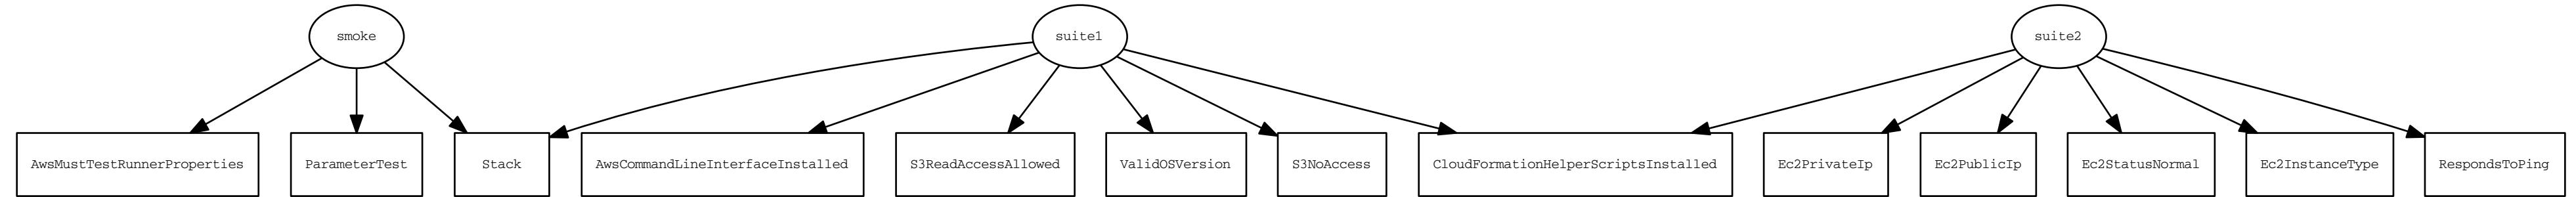 smoke
suite1
suite2
AwsMustTestRunnerProperties
ParameterTest
Stack
AwsCommandLineInterfaceInstalled
S3ReadAccessAllowed
ValidOSVersion
S3NoAccess
CloudFormationHelperScriptsInstalled
Ec2PrivateIp
Ec2PublicIp
Ec2StatusNormal
Ec2InstanceType
RespondsToPing